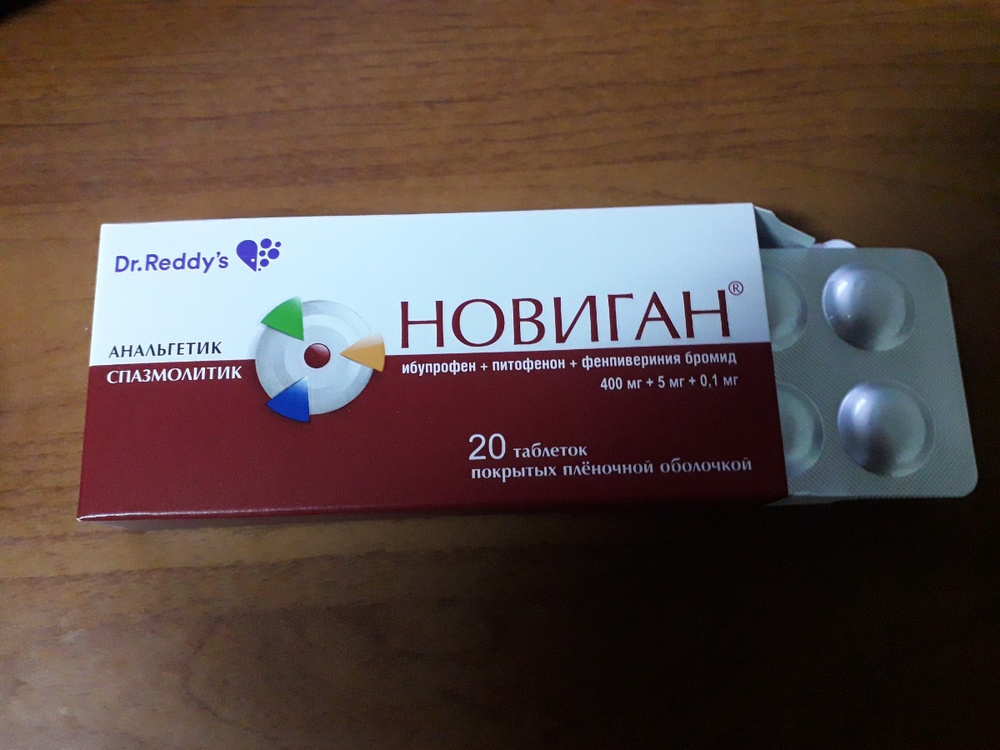 Dr.Reddy's
НОВИГАН®
АНАЛЬГЕТИК
СПАЗМОЛИТИК
ибупрофен + питофенон + фенпивериния бромид
400 мг + 5 мг + 0,1 мг
20 таблеток
покрытых плёночной оболочкой